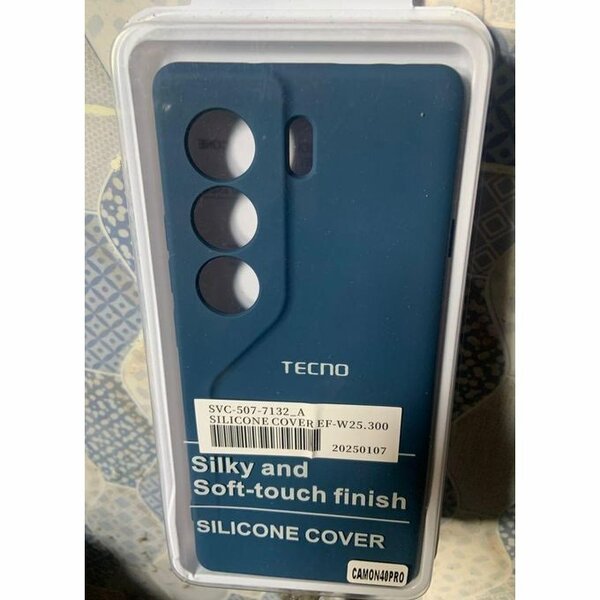 TECNO
SVC-507-7132_A
SILICONE COVER EF-W25.300
20250107
Silky and
Soft-touch finish
SILICONE COVER
CAMON40PRO